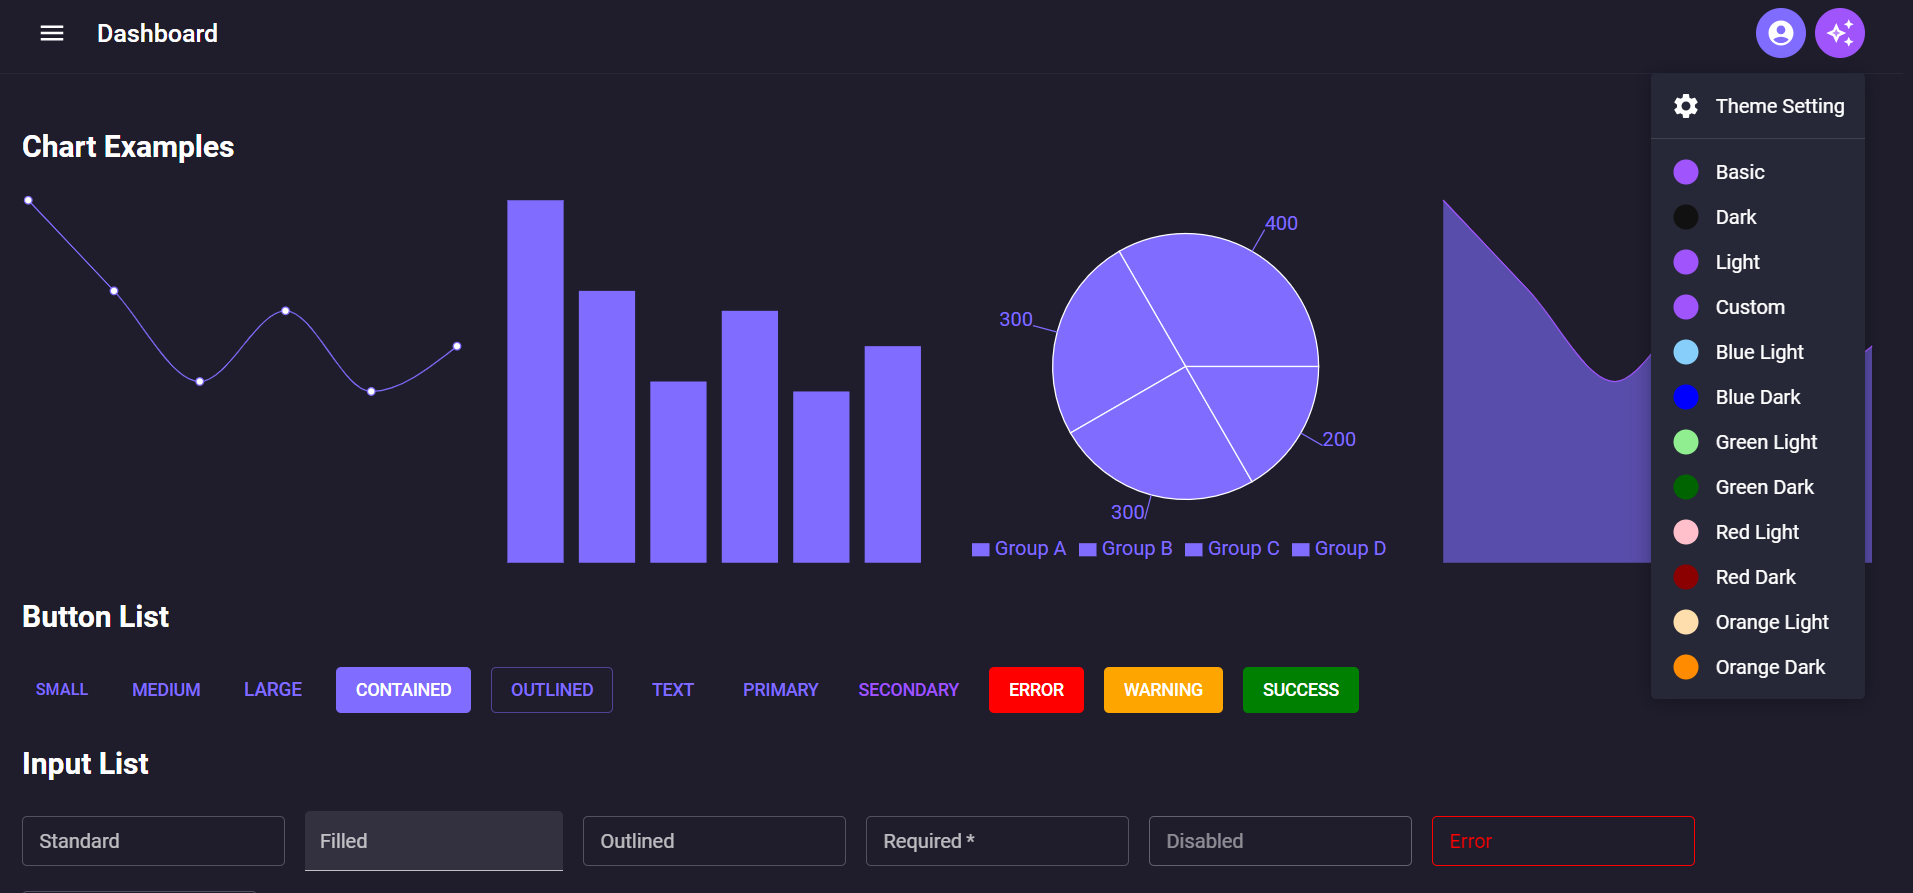 Dashboard
Theme Setting
Basic
Dark
Light
Custom
Blue Light
Blue Dark
Green Light
Green Dark
Red Light
Red Dark
Orange Light
Orange Dark
Chart Examples
400
300
200
300
Group A Group B Group C Group D
Button List
SMALL MEDIUM LARGE CONTAINED OUTLINED TEXT PRIMARY SECONDARY ERROR WARNING SUCCESS
Input List
Standard Filled Outlined Required * Disabled Error